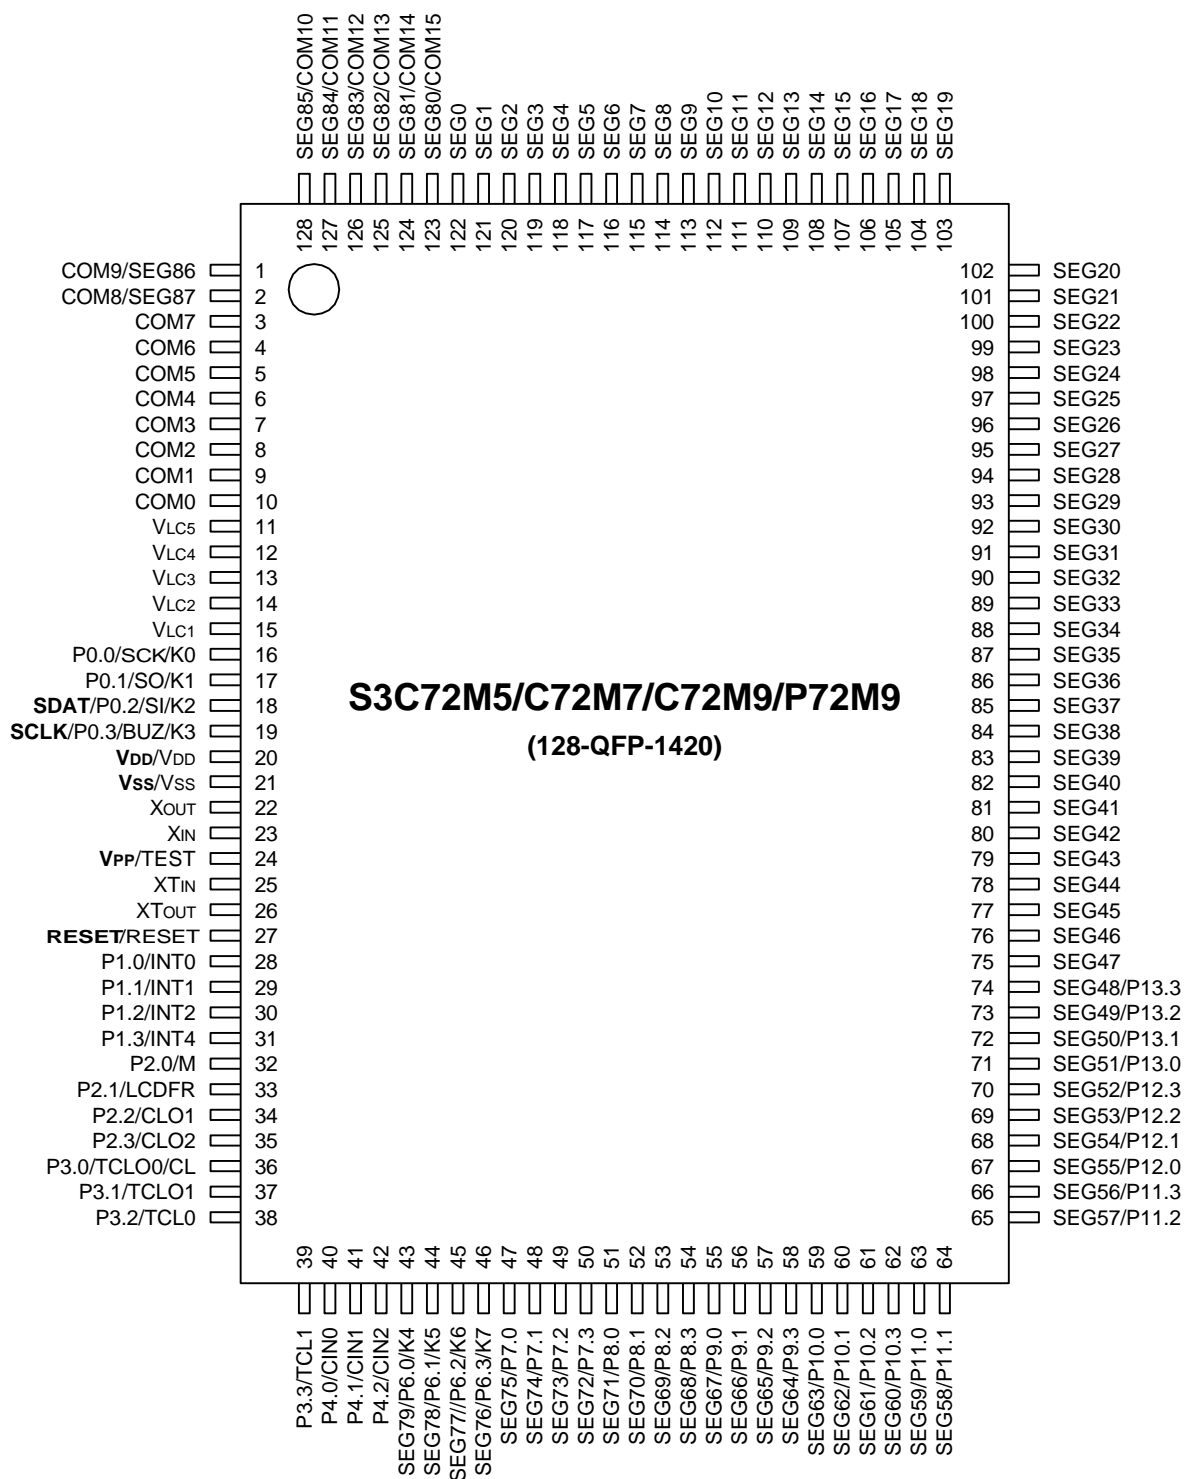 SEG85/COM10
SEG84/COM11
SEG83/COM12
SEG82/COM13
SEG81/COM14
SEG80/COM15
SEG0
SEG1
SEG2
SEG3
SEG4
SEG5
SEG6
SEG7
SEG8
SEG9
SEG10
SEG11
SEG12
SEG13
SEG14
SEG15
SEG16
SEG17
SEG18
SEG19
128
127
126
125
124
123
122
121
120
119
118
117
116
115
114
113
112
111
110
109
108
107
106
105
104
103
COM9/SEG86 1
COM8/SEG87 2
COM7 3
COM6 4
COM5 5
COM4 6
COM3 7
COM2 8
COM1 9
COM0 10
VLC5 11
VLC4 12
VLC3 13
VLC2 14
VLC1 15
P0.0/SCK/K0 16
P0.1/SO/K1 17
SDAT/P0.2/SI/K2 18
SCLK/P0.3/BUZ/K3 19
VDD/VDD 20
VSS/VSS 21
XOUT 22
XIN 23
VPP/TEST 24
XTIN 25
XTOUT 26
RESET/RESET 27
P1.0/INT0 28
P1.1/INT1 29
P1.2/INT2 30
P1.3/INT4 31
P2.0/M 32
P2.1/LCDFR 33
P2.2/CLO1 34
P2.3/CLO2 35
P3.0/TCLO0/CL 36
P3.1/TCLO1 37
P3.2/TCL0 38
S3C72M5/C72M7/C72M9/P72M9
(128-QFP-1420)
102 SEG20
101 SEG21
100 SEG22
99 SEG23
98 SEG24
97 SEG25
96 SEG26
95 SEG27
94 SEG28
93 SEG29
92 SEG30
91 SEG31
90 SEG32
89 SEG33
88 SEG34
87 SEG35
86 SEG36
85 SEG37
84 SEG38
83 SEG39
82 SEG40
81 SEG41
80 SEG42
79 SEG43
78 SEG44
77 SEG45
76 SEG46
75 SEG47
74 SEG48/P13.3
73 SEG49/P13.2
72 SEG50/P13.1
71 SEG51/P13.0
70 SEG52/P12.3
69 SEG53/P12.2
68 SEG54/P12.1
67 SEG55/P12.0
66 SEG56/P11.3
65 SEG57/P11.2
39
40
41
42
43
44
45
46
47
48
49
50
51
52
53
54
55
56
57
58
59
60
61
62
63
64
P3.3/TCL1
P4.0/CIN0
P4.1/CIN1
P4.2/CIN2
SEG79/P6.0/K4
SEG78/P6.1/K5
SEG77//P6.2/K6
SEG76/P6.3/K7
SEG75/P7.0
SEG74/P7.1
SEG73/P7.2
SEG72/P7.3
SEG71/P8.0
SEG70/P8.1
SEG69/P8.2
SEG68/P8.3
SEG67/P9.0
SEG66/P9.1
SEG65/P9.2
SEG64/P9.3
SEG63/P10.0
SEG62/P10.1
SEG61/P10.2
SEG60/P10.3
SEG59/P11.0
SEG58/P11.1